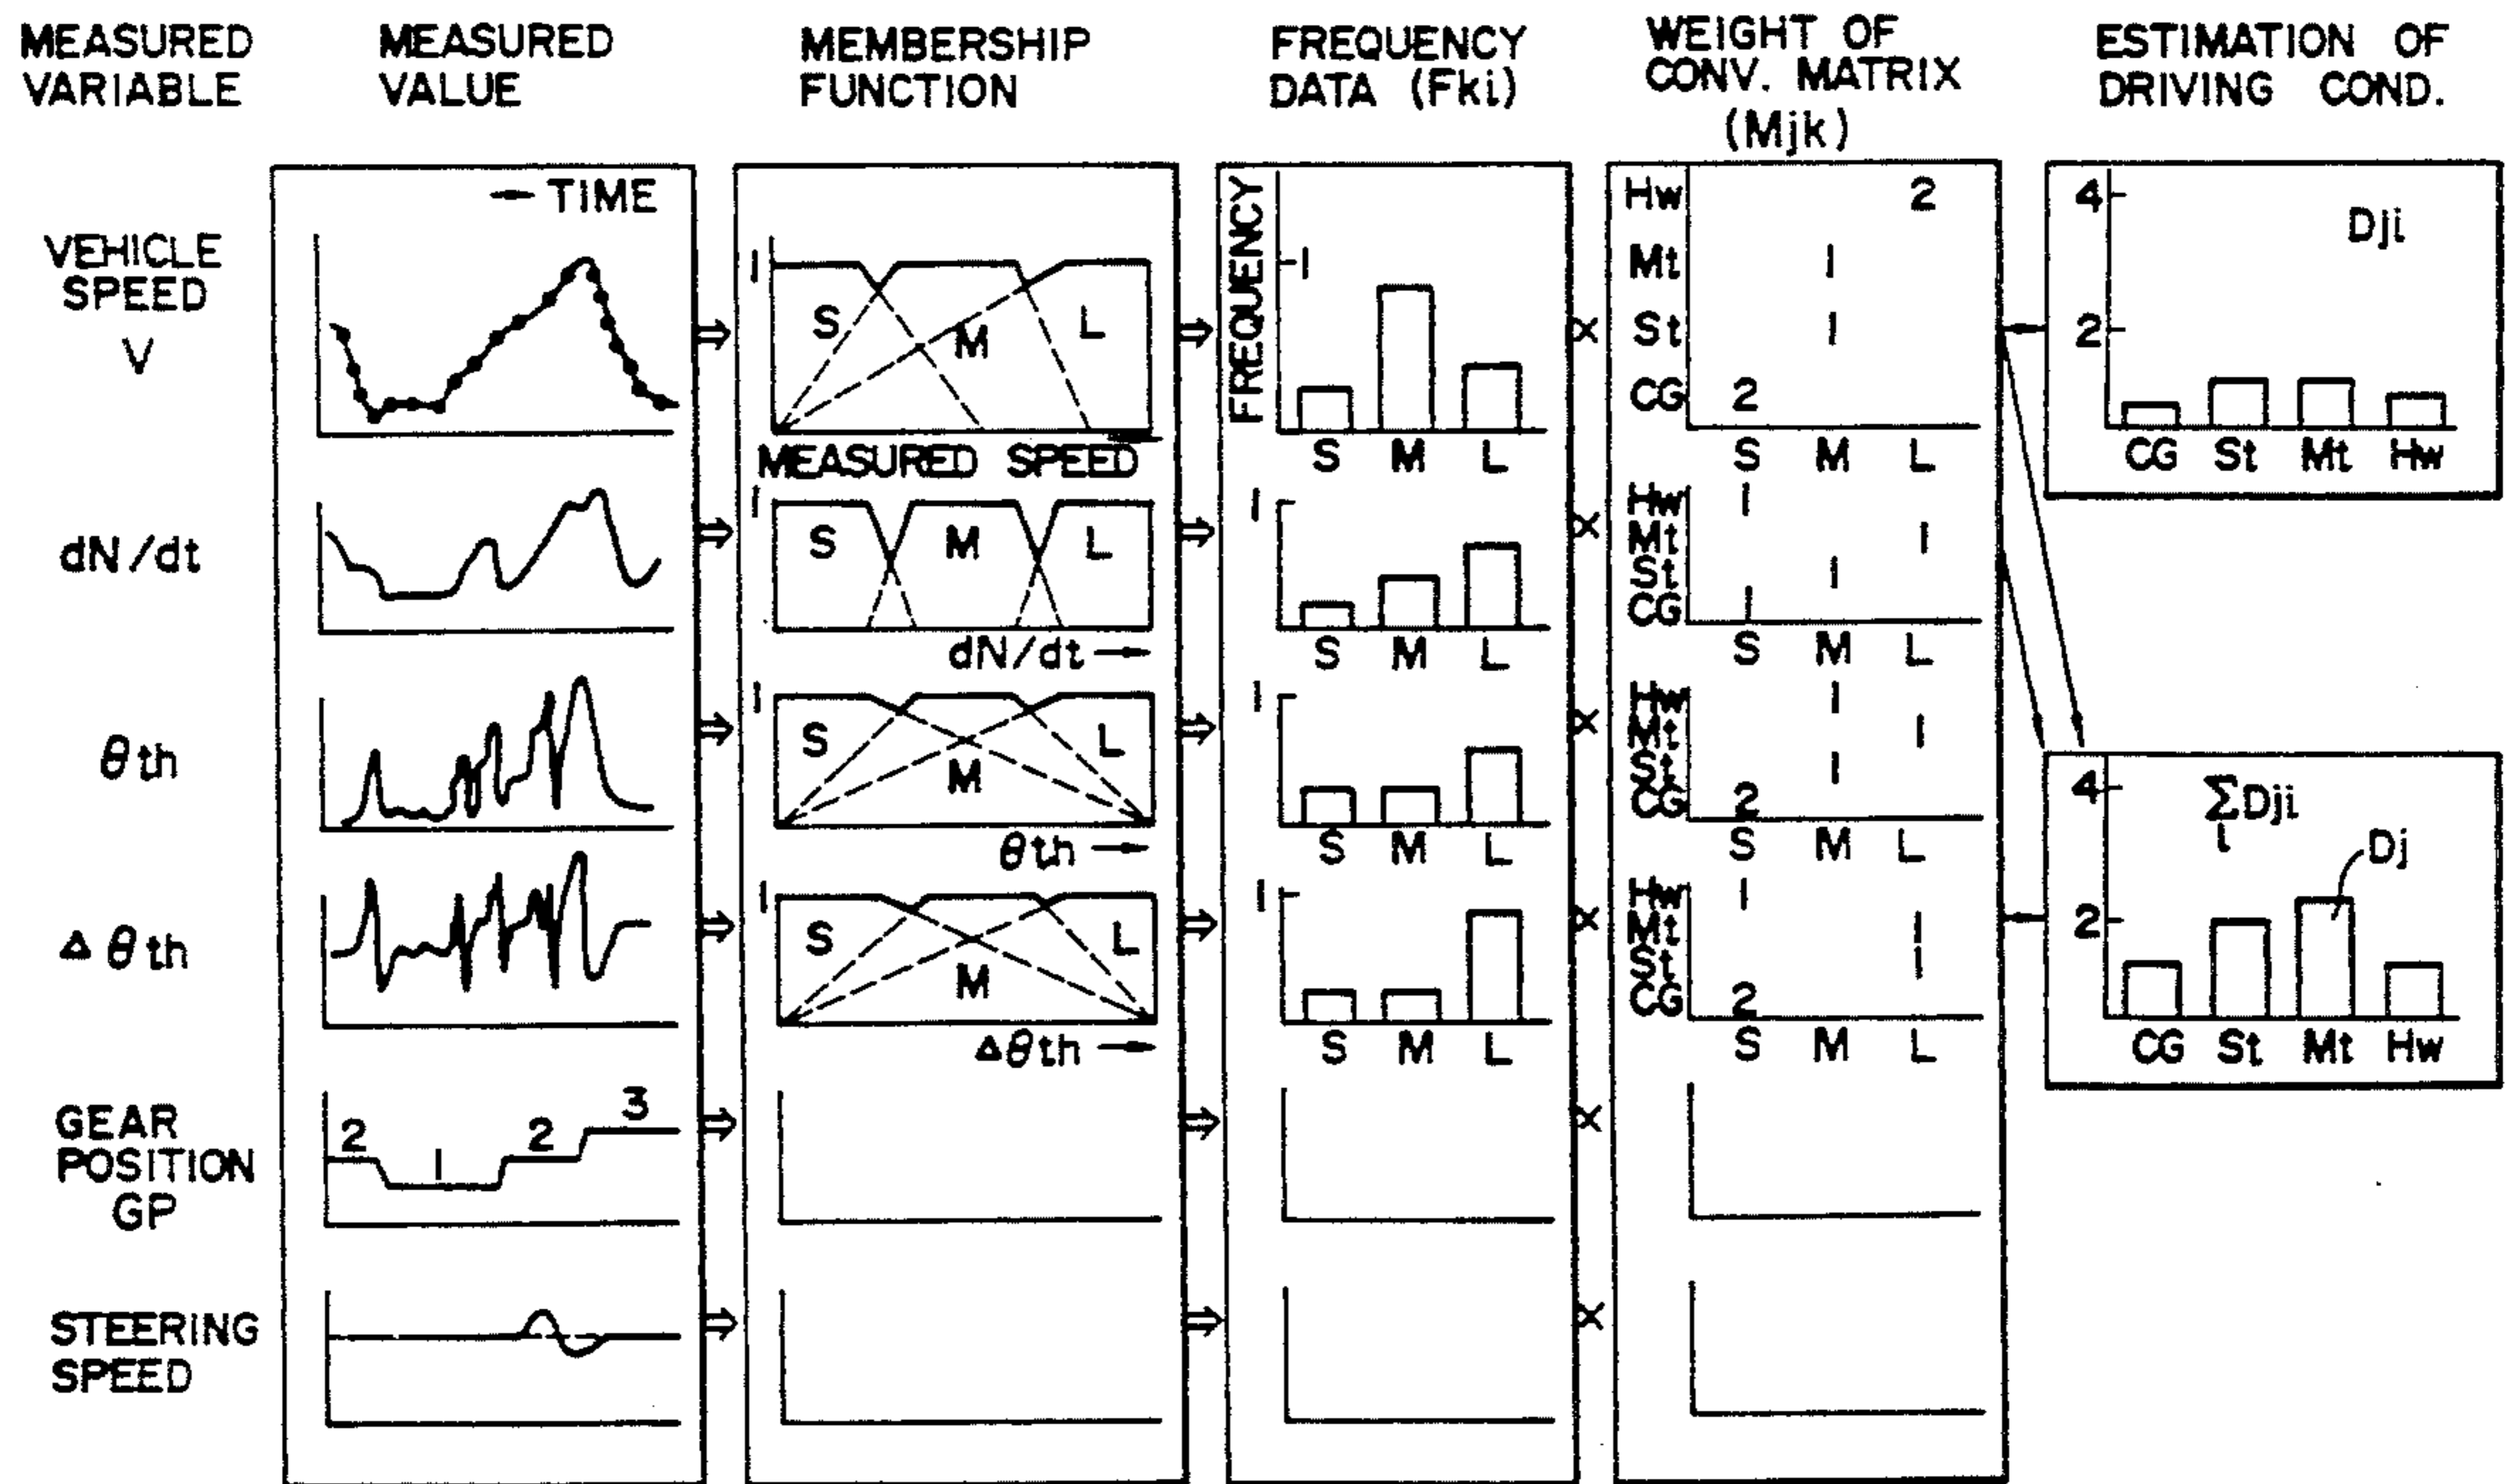 MEASURED VARIABLE
MEASURED VALUE
MEMBERSHIP FUNCTION
FREQUENCY DATA (Fki)
WEIGHT OF CONV. MATRIX (Mjk)
ESTIMATION OF DRIVING COND.
VEHICLE SPEED V
TIME
1
S
M
L
MEASURED SPEED
FREQUENCY
1
S M L
Hw 2
Mt 1
St 1
CG 2
S M L
4
2
Dji
CG St Mt Hw
dN/dt
1
S M L
dN/dt
1
S M L
Hw 1
Mt 1
St 1
CG 1
S M L
θth
1
S
M
L
θth
1
S M L
Hw 1
Mt 1
St 1
CG 2
S M L
Δθth
1
S
M
L
Δθth
1
S M L
Hw 1
Mt 1
St 1
CG 2
S M L
4
2
ΣDji
i
Dj
CG St Mt Hw
GEAR POSITION GP
2
1
2
3
STEERING SPEED